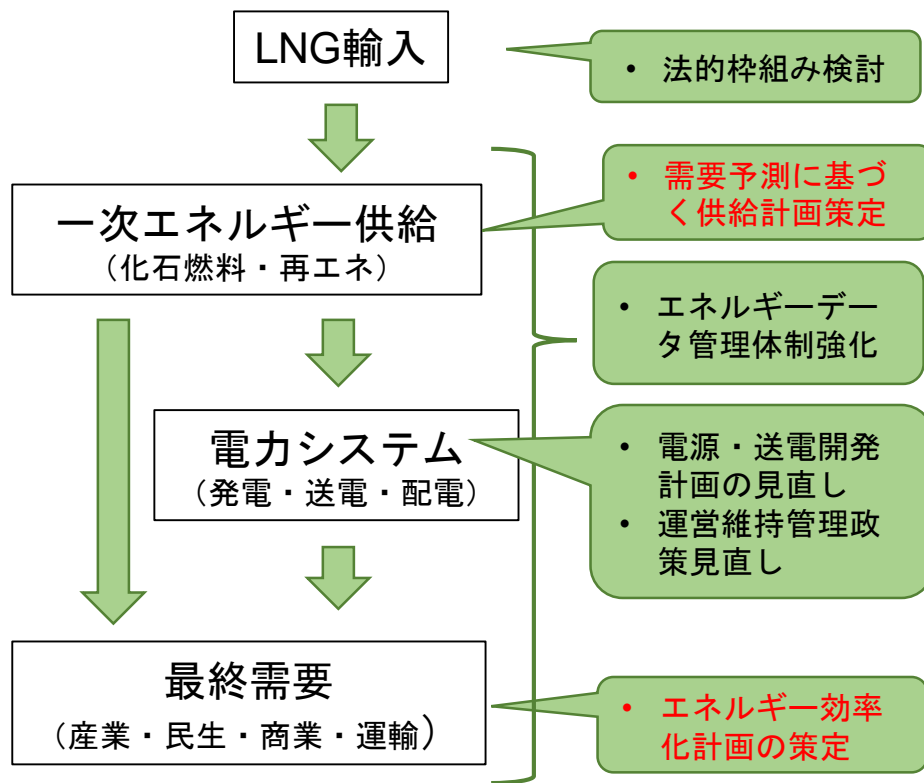 LNG輸入
• 法的枠組み検討
一次エネルギー供給
（化石燃料・再エネ）
• 需要予測に基づ
く供給計画策定
• エネルギーデー
タ管理体制強化
電力システム
（発電・送電・配電）
• 電源・送電開発
計画の見直し
• 運営維持管理政
策見直し
最終需要
（産業・民生・商業・運輸）
• エネルギー効率
化計画の策定